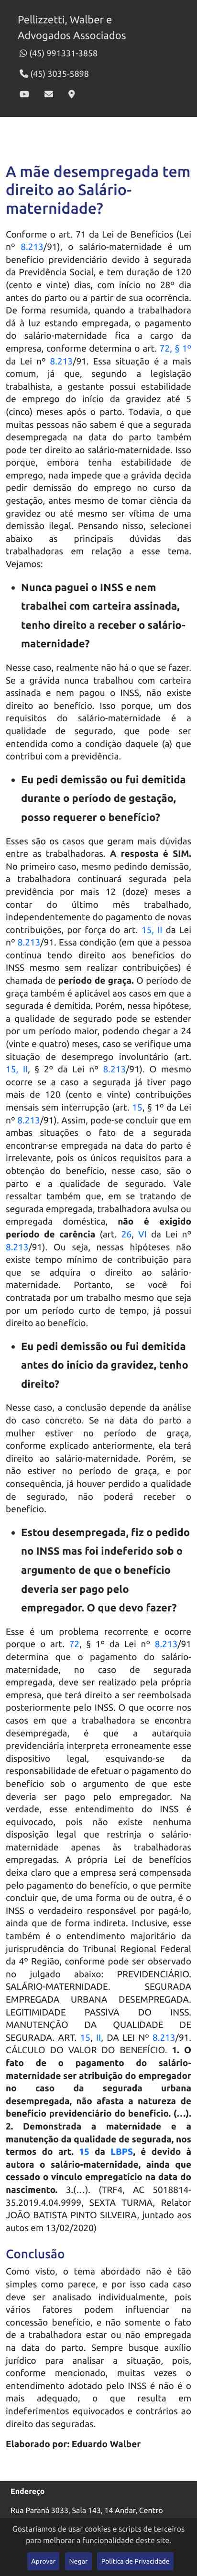 Pellizzetti, Walber e
Advogados Associados
(45) 991331-3858
(45) 3035-5898
A mãe desempregada tem
direito ao Salário-
maternidade?
Conforme o art. 71 da Lei de Benefícios (Lei
nº 8.213/91), o salário-maternidade é um
benefício previdenciário devido à segurada
da Previdência Social, e tem duração de 120
(cento e vinte) dias, com início no 28º dia
antes do parto ou a partir de sua ocorrência.
De forma resumida, quando a trabalhadora
dá à luz estando empregada, o pagamento
do salário-maternidade fica a cargo da
empresa, conforme determina o art. 72, § 1º
da Lei nº 8.213/91. Essa situação é a mais
comum, já que, segundo a legislação
trabalhista, a gestante possui estabilidade
de emprego do início da gravidez até 5
(cinco) meses após o parto. Todavia, o que
muitas pessoas não sabem é que a segurada
desempregada na data do parto também
pode ter direito ao salário-maternidade. Isso
porque, embora tenha estabilidade de
emprego, nada impede que a grávida decida
pedir demissão do emprego no curso da
gestação, antes mesmo de tomar ciência da
gravidez ou até mesmo ser vítima de uma
demissão ilegal. Pensando nisso, selecionei
abaixo as principais dúvidas das
trabalhadoras em relação a esse tema.
Vejamos:
• Nunca paguei o INSS e nem
trabalhei com carteira assinada,
tenho direito a receber o salário-
maternidade?
Nesse caso, realmente não há o que se fazer.
Se a grávida nunca trabalhou com carteira
assinada e nem pagou o INSS, não existe
direito ao benefício. Isso porque, um dos
requisitos do salário-maternidade é a
qualidade de segurado, que pode ser
entendida como a condição daquele (a) que
contribui com a previdência.
• Eu pedi demissão ou fui demitida
durante o período de gestação,
posso requerer o benefício?
Esses são os casos que geram mais dúvidas
entre as trabalhadoras. A resposta é SIM.
No primeiro caso, mesmo pedindo demissão,
a trabalhadora continuará segurada pela
previdência por mais 12 (doze) meses a
contar do último mês trabalhado,
independentemente do pagamento de novas
contribuições, por força do art. 15, II da Lei
nº 8.213/91. Essa condição (em que a pessoa
continua tendo direito aos benefícios do
INSS mesmo sem realizar contribuições) é
chamada de período de graça. O período de
graça também é aplicável aos casos em que a
segurada é demitida. Porém, nessa hipótese,
a qualidade de segurado pode se estender
por um período maior, podendo chegar a 24
(vinte e quatro) meses, caso se verifique uma
situação de desemprego involuntário (art.
15, II, § 2º da Lei nº 8.213/91). O mesmo
ocorre se a caso a segurada já tiver pago
mais de 120 (cento e vinte) contribuições
mensais sem interrupção (art. 15, § 1º da Lei
nº 8.213/91). Assim, pode-se concluir que em
ambas situações o fato de a segurada
encontrar-se empregada na data do parto é
irrelevante, pois os únicos requisitos para a
obtenção do benefício, nesse caso, são o
parto e a qualidade de segurado. Vale
ressaltar também que, em se tratando de
segurada empregada, trabalhadora avulsa ou
empregada doméstica, não é exigido
período de carência (art. 26, VI da Lei nº
8.213/91). Ou seja, nessas hipóteses não
existe tempo mínimo de contribuição para
que se adquira o direito ao salário-
maternidade. Portanto, se você foi
contratada por um trabalho mesmo que seja
por um período curto de tempo, já possui
direito ao benefício.
• Eu pedi demissão ou fui demitida
antes do início da gravidez, tenho
direito?
Nesse caso, a conclusão depende da análise
do caso concreto. Se na data do parto a
mulher estiver no período de graça,
conforme explicado anteriormente, ela terá
direito ao salário-maternidade. Porém, se
não estiver no período de graça, e por
consequência, já houver perdido a qualidade
de segurado, não poderá receber o
benefício.
• Estou desempregada, fiz o pedido
no INSS mas foi indeferido sob o
argumento de que o benefício
deveria ser pago pelo
empregador. O que devo fazer?
Esse é um problema recorrente e ocorre
porque o art. 72, § 1º da Lei nº 8.213/91
determina que o pagamento do salário-
maternidade, no caso de segurada
empregada, deve ser realizado pela própria
empresa, que terá direito a ser reembolsada
posteriormente pelo INSS. O que ocorre nos
casos em que a trabalhadora se encontra
desempregada, é que a autarquia
previdenciária interpreta erroneamente esse
dispositivo legal, esquivando-se da
responsabilidade de efetuar o pagamento do
benefício sob o argumento de que este
deveria ser pago pelo empregador. Na
verdade, esse entendimento do INSS é
equivocado, pois não existe nenhuma
disposição legal que restrinja o salário-
maternidade apenas às trabalhadoras
empregadas. A própria Lei de benefícios
deixa claro que a empresa será compensada
pelo pagamento do benefício, o que permite
concluir que, de uma forma ou de outra, é o
INSS o verdadeiro responsável por pagá-lo,
ainda que de forma indireta. Inclusive, esse
também é o entendimento majoritário da
jurisprudência do Tribunal Regional Federal
da 4º Região, conforme pode ser observado
no julgado abaixo: PREVIDENCIÁRIO.
SALÁRIO-MATERNIDADE. SEGURADA
EMPREGADA URBANA DESEMPREGADA.
LEGITIMIDADE PASSIVA DO INSS.
MANUTENÇÃO DA QUALIDADE DE
SEGURADA. ART. 15, II, DA LEI Nº 8.213/91.
CÁLCULO DO VALOR DO BENEFÍCIO. 1. O
fato de o pagamento do salário-
maternidade ser atribuição do empregador
no caso da segurada urbana
desempregada, não afasta a natureza de
benefício previdenciário do benefício. (…).
2. Demonstrada a maternidade e a
manutenção da qualidade de segurada, nos
termos do art. 15 da LBPS, é devido à
autora o salário-maternidade, ainda que
cessado o vínculo empregatício na data do
nascimento. 3.(…). (TRF4, AC 5018814-
35.2019.4.04.9999, SEXTA TURMA, Relator
JOÃO BATISTA PINTO SILVEIRA, juntado aos
autos em 13/02/2020)
Conclusão
Como visto, o tema abordado não é tão
simples como parece, e por isso cada caso
deve ser analisado individualmente, pois
vários fatores podem influenciar na
concessão benefício, e não somente o fato
de a trabalhadora estar ou não empregada
na data do parto. Sempre busque auxílio
jurídico para analisar a situação, pois,
conforme mencionado, muitas vezes o
entendimento adotado pelo INSS é não é o
mais adequado, o que resulta em
indeferimentos equivocados e contrários ao
direito das seguradas.
Elaborado por: Eduardo Walber
Endereço
Rua Paraná 3033, Sala 143, 14 Andar, Centro
Gostaríamos de usar cookies e scripts de terceiros
para melhorar a funcionalidade deste site.
Aprovar Negar Política de Privacidade